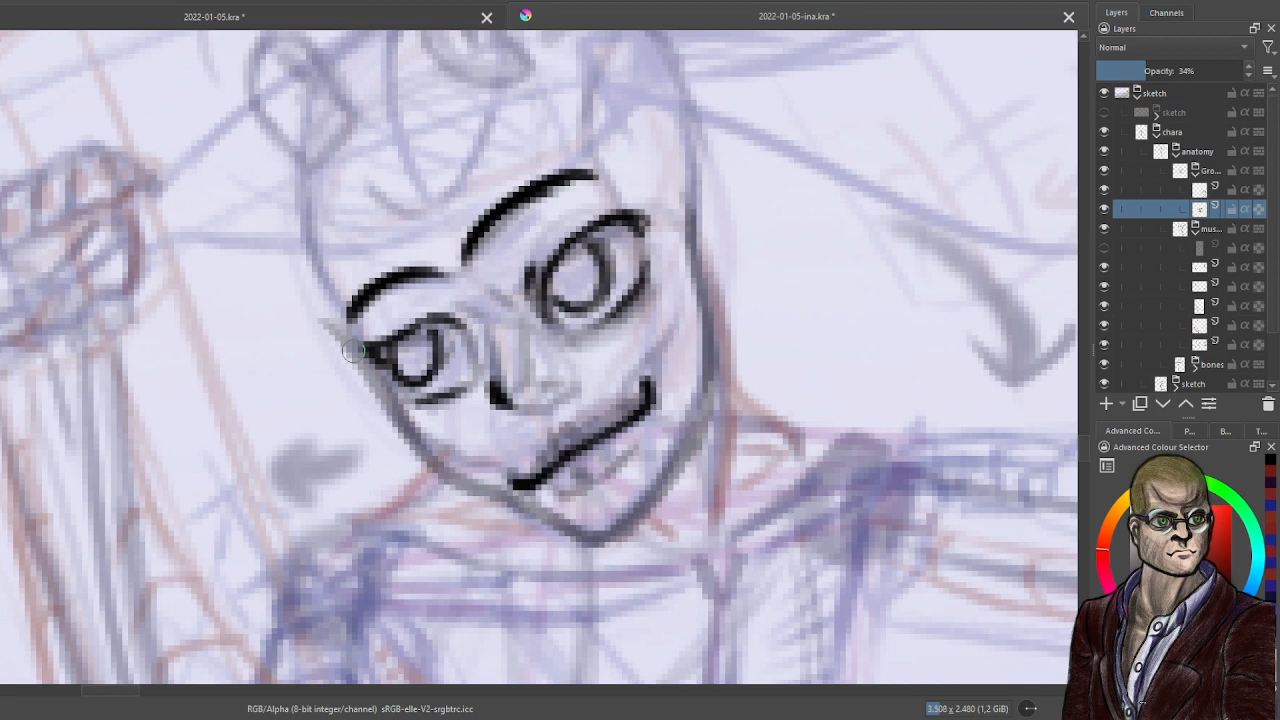 2022-01-05.kra *
2022-01-05-ina.kra *
Layers
Channels
Layers
Normal
Opacity: 34%
sketch
sketch
chara
anatomy
Gro...
mus...
bones
sketch
Advanced Co...
P...
B...
T...
Advanced Colour Selector
RGB/Alpha (8-bit integer/channel) sRGB-elle-V2-srgbtrc.icc
3.508 x 2.480 (1,2 GiB)